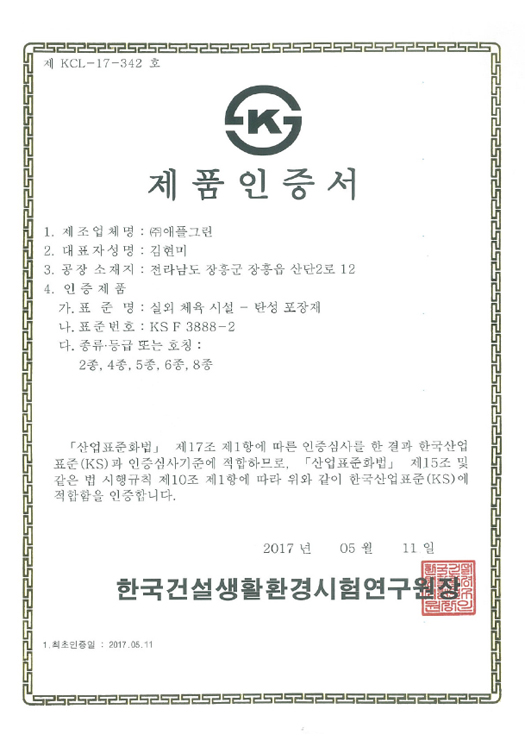 제 KCL-17-342 호
제 품 인 증 서
1. 제조업체명 : ㈜애플그린
2. 대표자성명 : 김현미
3. 공장 소재지 : 전라남도 장흥군 장흥읍 산단2로 12
4. 인증제품
가. 표 준 명 : 실외 체육 시설 - 탄성 포장재
나. 표준번호 : KS F 3888-2
다. 종류·등급 또는 호칭 :
2종, 4종, 5종, 6종, 8종
「산업표준화법」 제17조 제1항에 따른 인증심사를 한 결과 한국산업
표준(KS)과 인증심사기준에 적합하므로, 「산업표준화법」 제15조 및
같은 법 시행규칙 제10조 제1항에 따라 위와 같이 한국산업표준(KS)에
적합함을 인증합니다.
2017 년 05 월 11 일
한국건설생활환경시험연구원장
1.최초인증일 : 2017.05.11